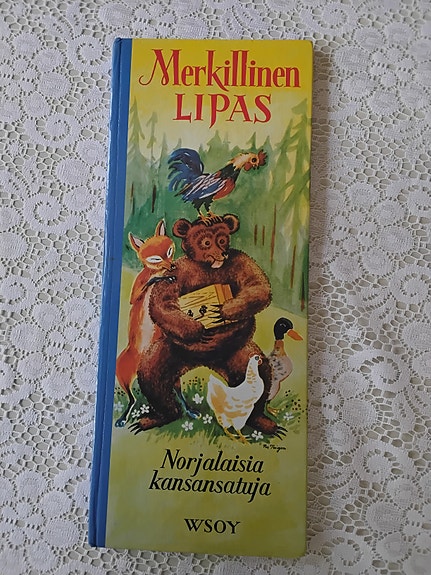 Merkillinen
LIPAS
Norjalaisia
kansansatuja
WSOY